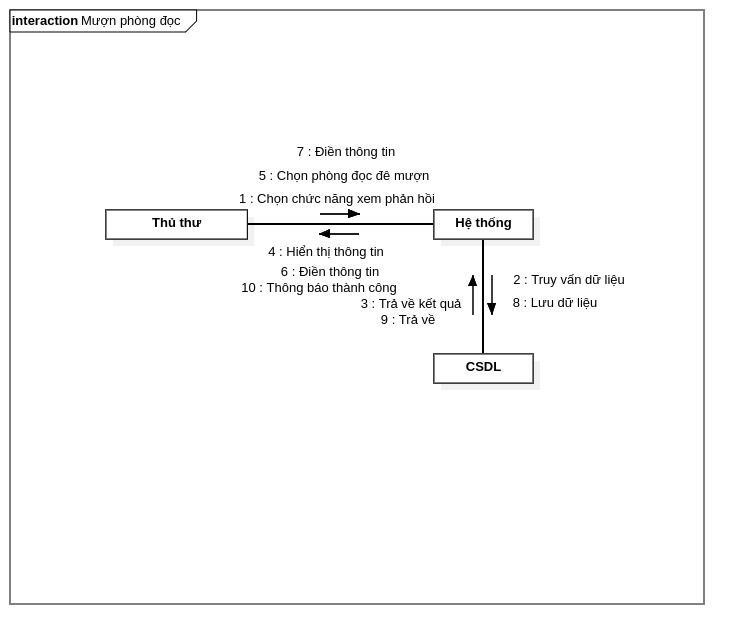 interaction Mượn phòng đọc
7 : Điền thông tin
5 : Chọn phòng đọc đê mượn
1 : Chọn chức năng xem phản hồi
Thủ thư
Hệ thống
4 : Hiển thị thông tin
6 : Điền thông tin
10 : Thông báo thành công
3 : Trả về kết quả
9 : Trả về
2 : Truy vấn dữ liệu
8 : Lưu dữ liệu
CSDL